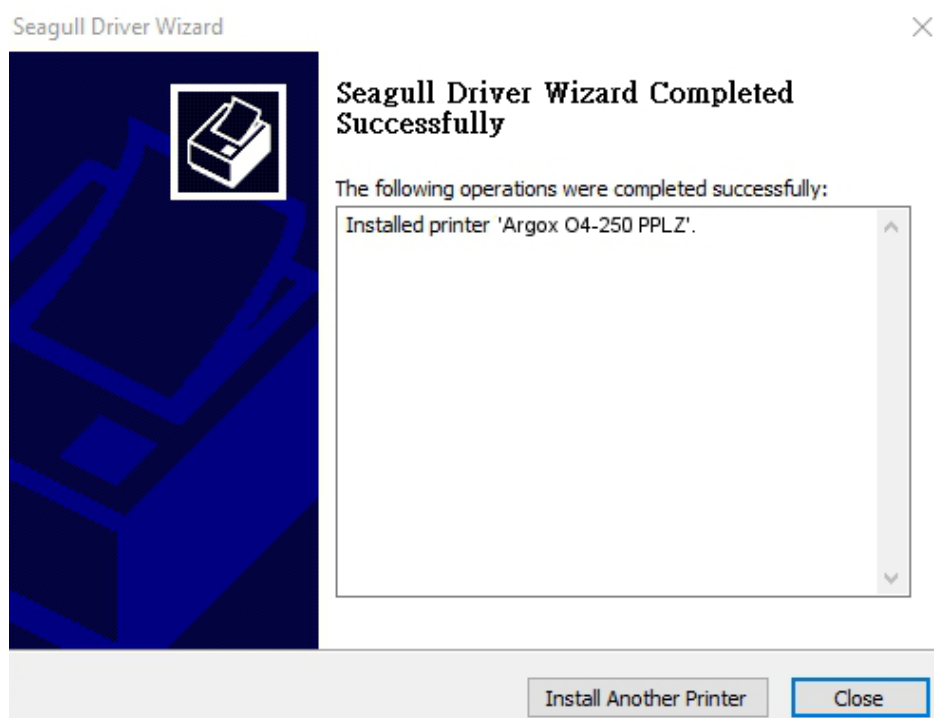 Seagull Driver Wizard
Seagull Driver Wizard Completed
Successfully
The following operations were completed successfully:
Installed printer 'Argox O4-250 PPLZ'.
Install Another Printer
Close